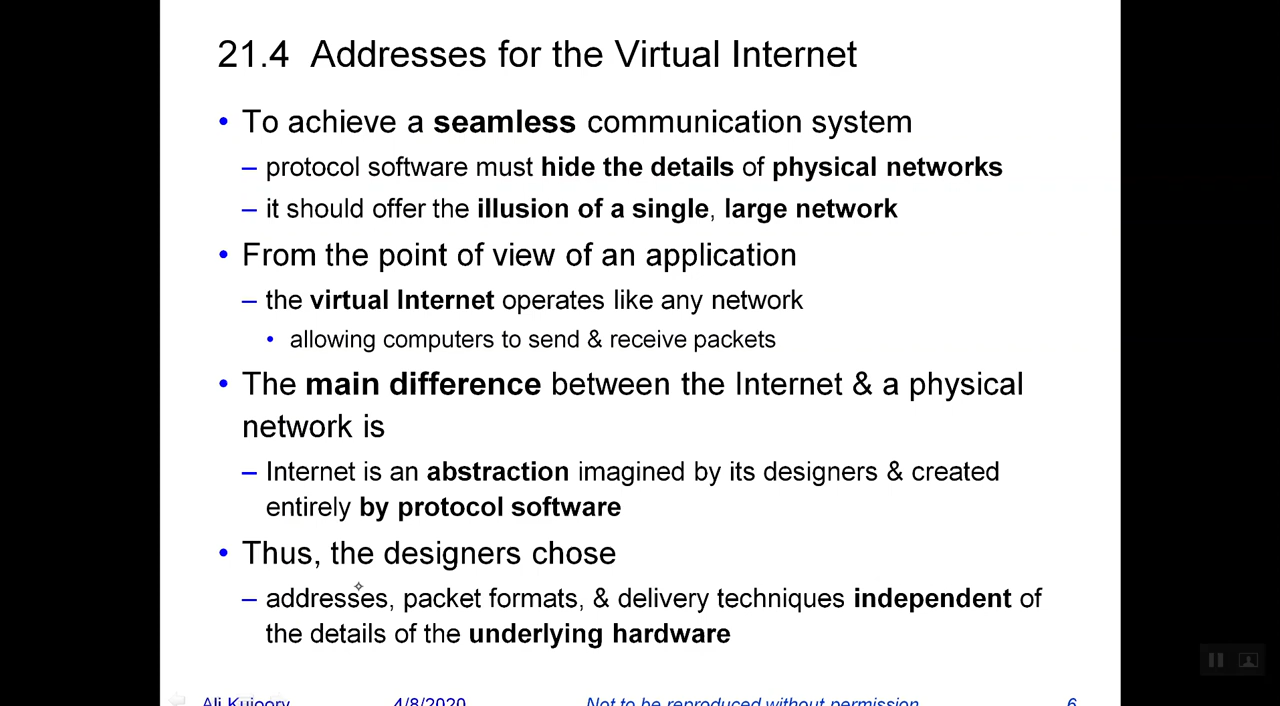 21.4 Addresses for the Virtual Internet
• To achieve a seamless communication system
– protocol software must hide the details of physical networks
– it should offer the illusion of a single, large network
• From the point of view of an application
– the virtual Internet operates like any network
• allowing computers to send & receive packets
• The main difference between the Internet & a physical
network is
– Internet is an abstraction imagined by its designers & created
entirely by protocol software
• Thus, the designers chose
– addresses, packet formats, & delivery techniques independent of
the details of the underlying hardware
Ali Kujoory 4/8/2020 Not to be reproduced without permission 6